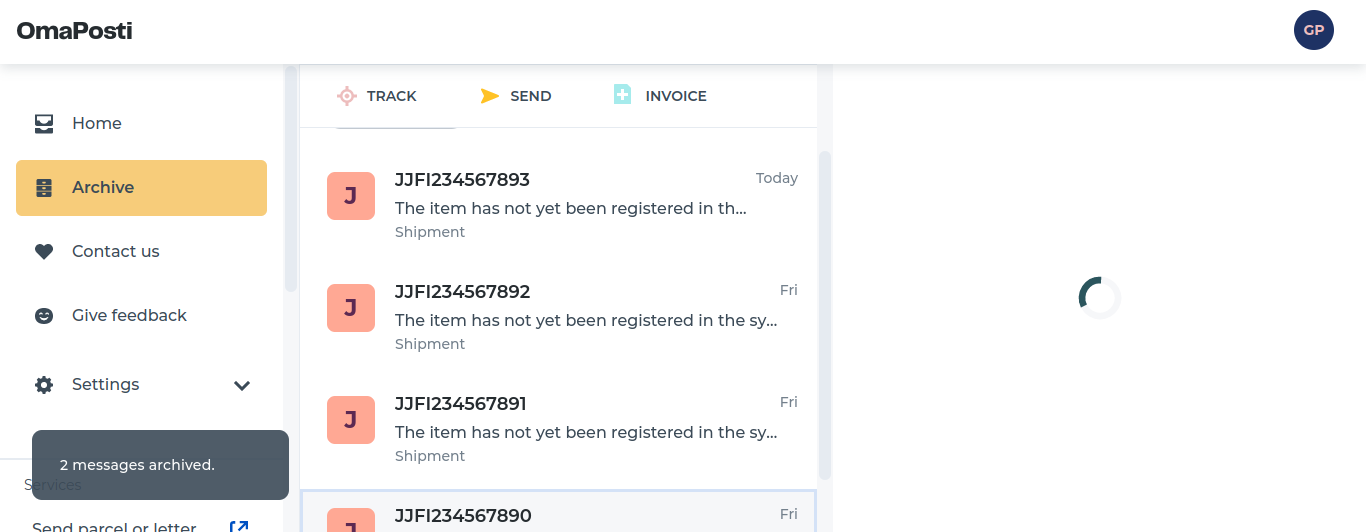 OmaPosti
GP
Home
Archive
Contact us
Give feedback
Settings
2 messages archived.
Services
Send parcel or letter
TRACK
SEND
INVOICE
J
JJFI234567893
Today
The item has not yet been registered in th...
Shipment
J
JJFI234567892
Fri
The item has not yet been registered in the sy...
Shipment
J
JJFI234567891
Fri
The item has not yet been registered in the sy...
Shipment
J
JJFI234567890
Fri